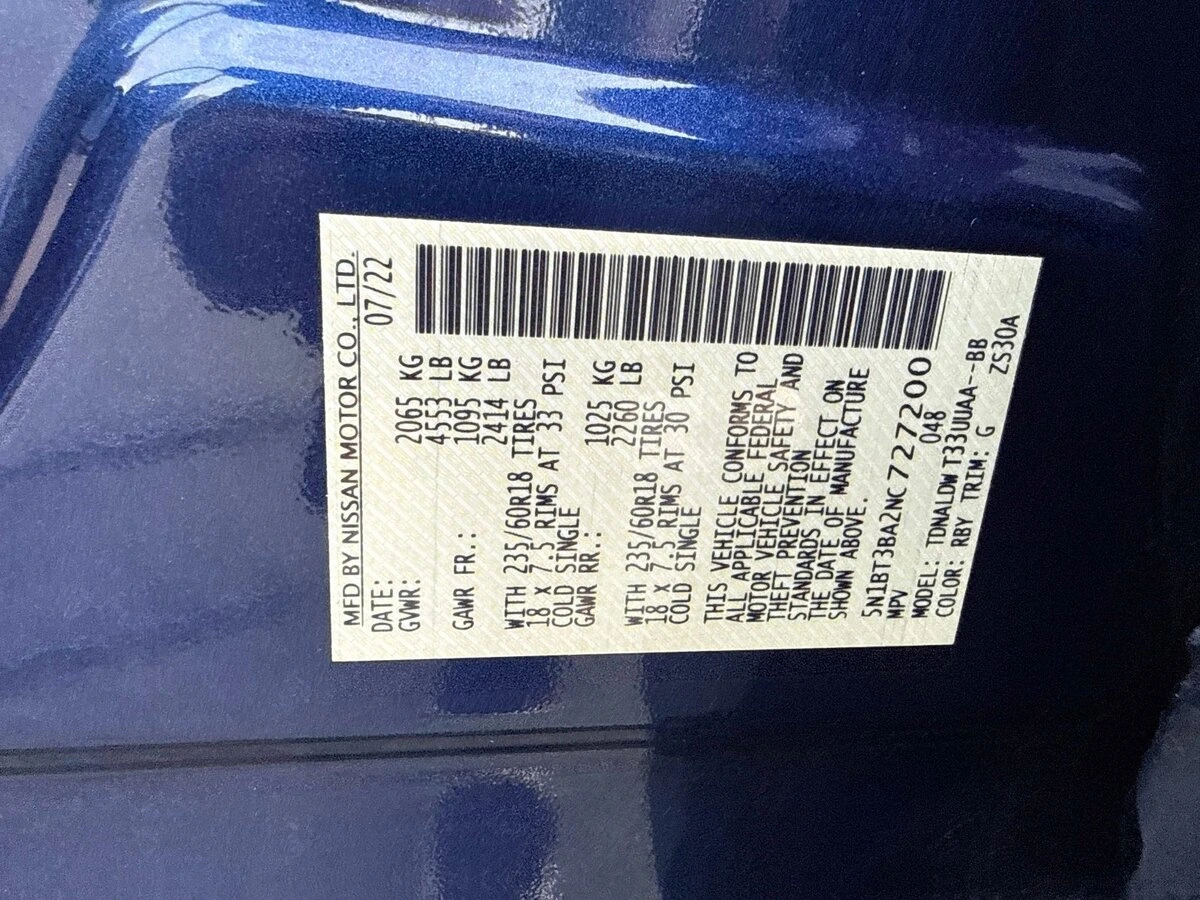 MFD BY NISSAN MOTOR CO., LTD.
DATE: 07/22
GVWR: 2065 KG
4553 LB
GAWR FR.: 1095 KG
2414 LB
WITH 235/60R18 TIRES
18 X 7.5 RIMS AT 33 PSI
COLD SINGLE
GAWR RR.: 1025 KG
2260 LB
WITH 235/60R18 TIRES
18 X 7.5 RIMS AT 30 PSI
COLD SINGLE
THIS VEHICLE CONFORMS TO
ALL APPLICABLE FEDERAL
MOTOR VEHICLE SAFETY AND
THEFT PREVENTION
STANDARDS IN EFFECT ON
THE DATE OF MANUFACTURE
SHOWN ABOVE.
5N1BT3BA2NC727200
MPV 048
MODEL: TDNALDW T33UUAA--BB
COLOR: RBY TRIM: G ZS30A